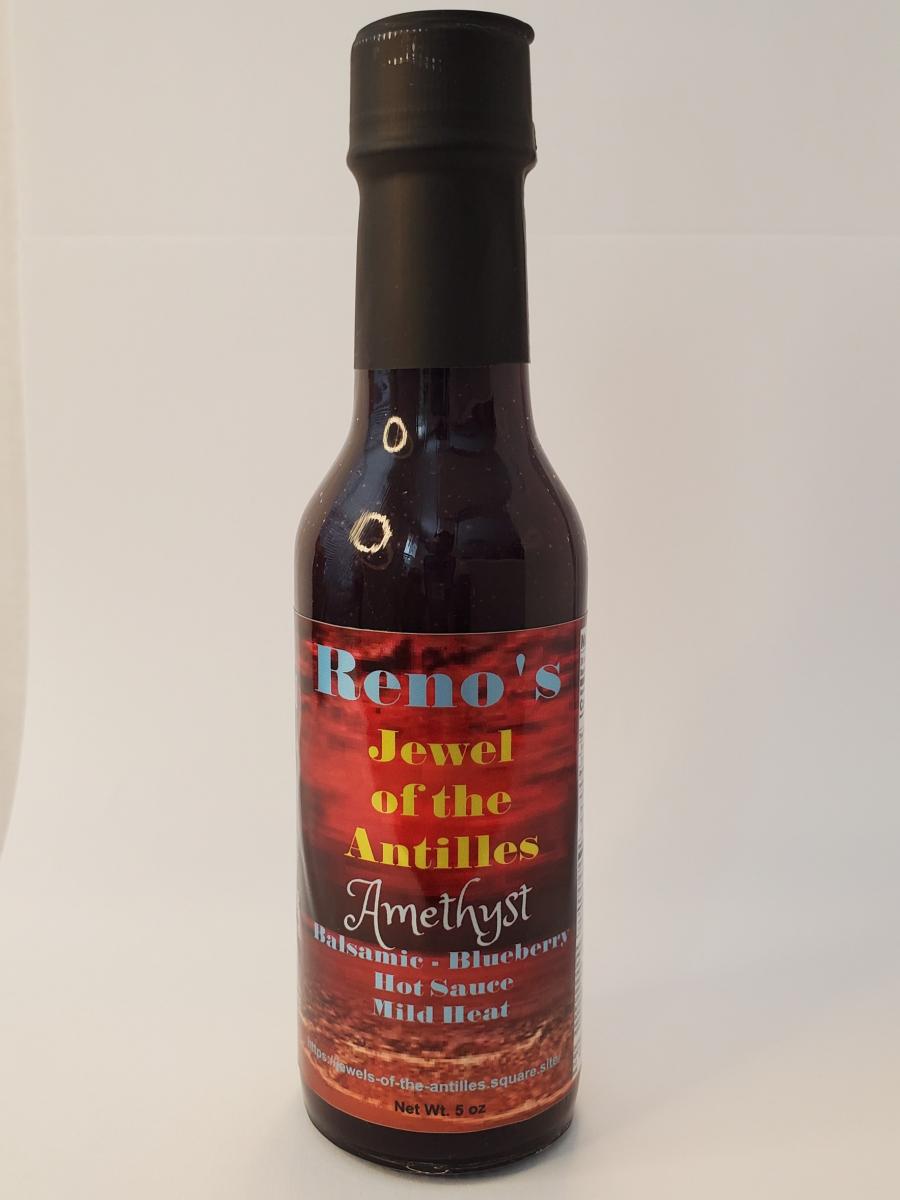 Reno's
Jewel
of the
Antilles
Amethyst
Balsamic - Blueberry
Hot Sauce
Mild Heat
https://jewels-of-the-antilles.square.site/
Net Wt. 5 oz